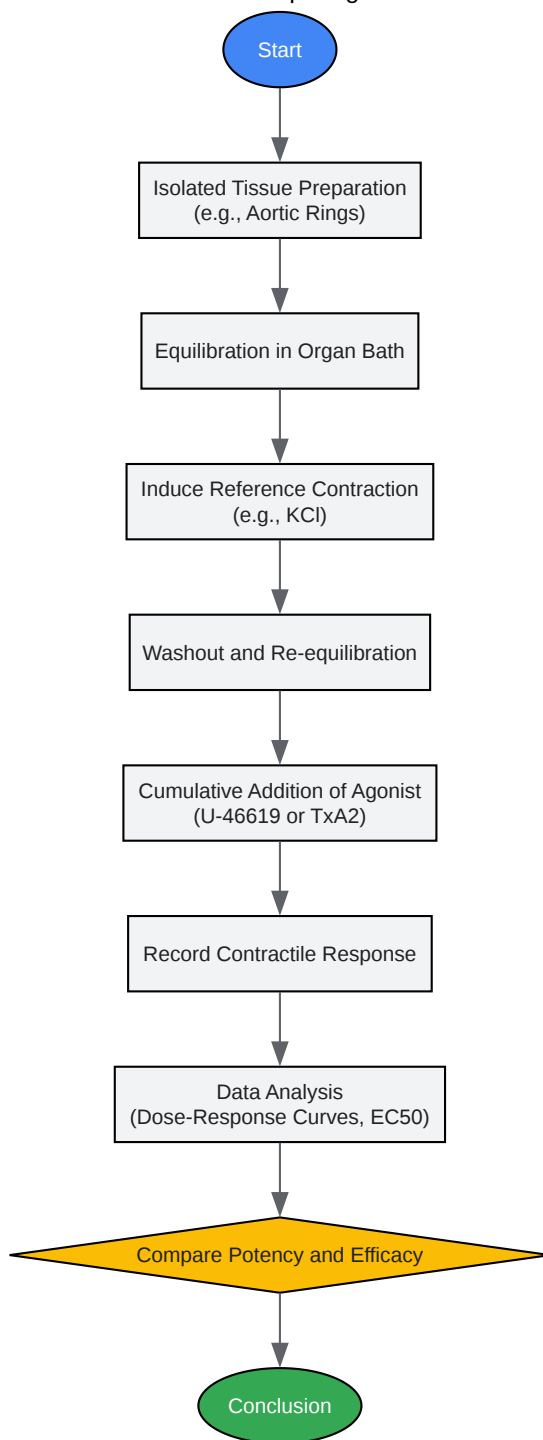 Start
Isolated Tissue Preparation
(e.g., Aortic Rings)
Equilibration in Organ Bath
Induce Reference Contraction
(e.g., KCl)
Washout and Re-equilibration
Cumulative Addition of Agonist
(U-46619 or TxA2)
Record Contractile Response
Data Analysis
(Dose-Response Curves, EC50)
Compare Potency and Efficacy
Conclusion